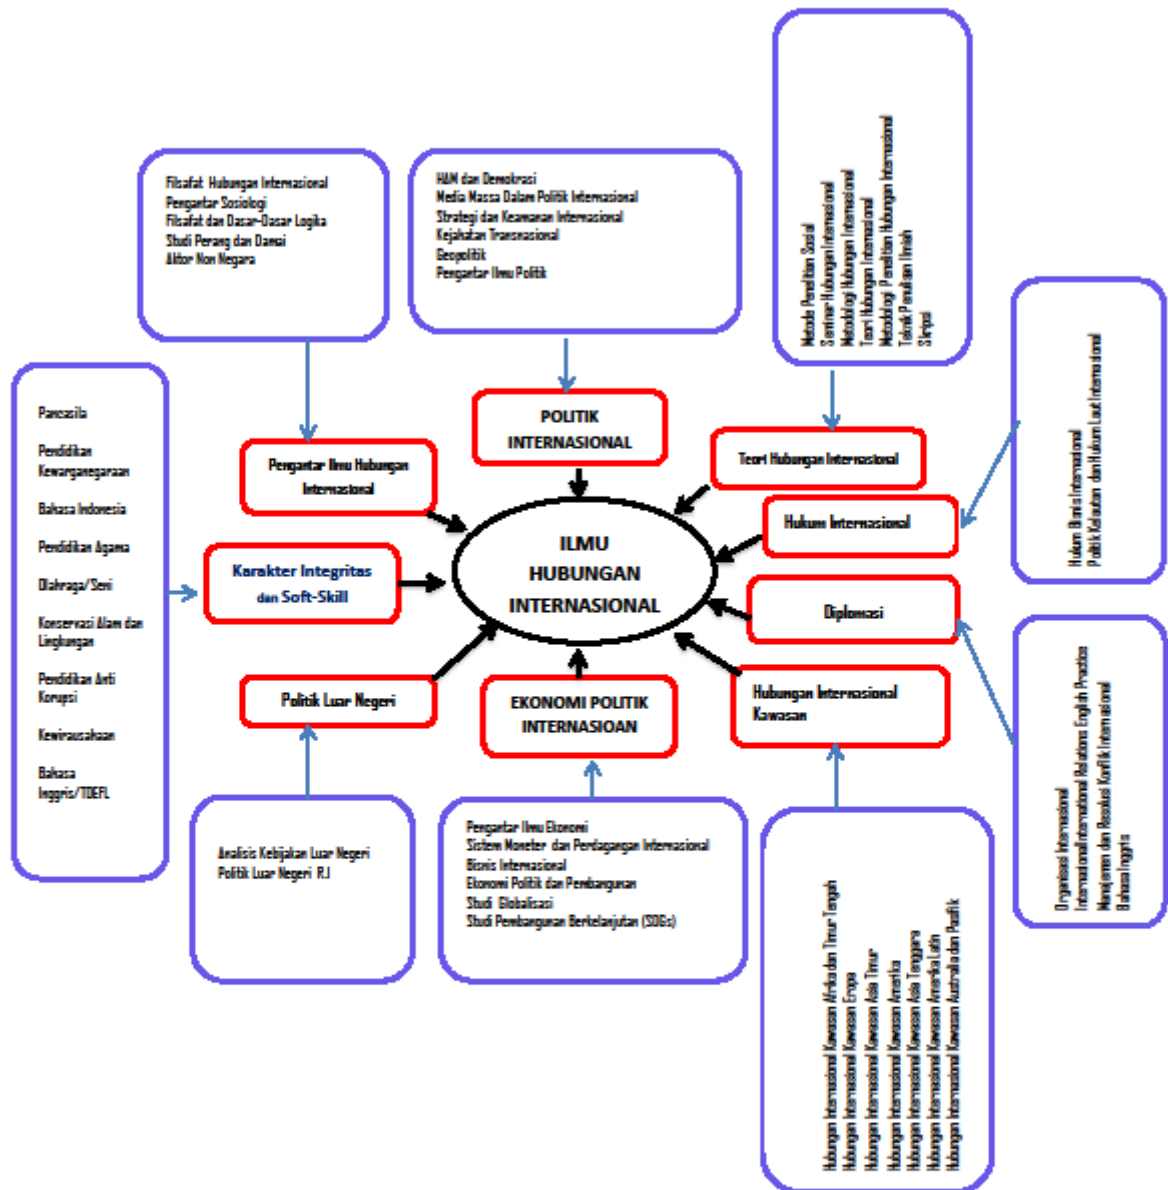 Filsafat Hubungan Internasional
Pengantar Sosiologi
Filsafat dan Dasar-Dasar Logika
Studi Perang dan Damai
Aktor Non Negara
HAM dan Demokrasi
Media Massa Dalam Politik Internasional
Strategi dan Keamanan Internasional
Kejahatan Transnasional
Geopolitik
Pengantar Ilmu Politik
Metode Penelitian Sosial
Seminar Hubungan Internasional
Metodologi Hubungan Internasional
Teori Hubungan Internasional
Metodologi Penelitian Hubungan Internasional
Teknik Penulisan Ilmiah
Skripsi
Hukum Bisnis Internasional
Politik Kelautan dan Hukum Laut Internasional
Pancasila
Pendidikan
Kewarganegaraan
Bahasa Indonesia
Pendidikan Agama
Olahraga/Seni
Konservasi Alam dan
Lingkungan
Pendidikan Anti
Korupsi
Kewirausahaan
Bahasa
Inggris/TOEFL
Pengantar Ilmu Hubungan
Internasional
POLITIK
INTERNASIONAL
Teori Hubungan Internasional
Hukum Internasional
Karakter Integritas
dan Soft-Skill
ILMU
HUBUNGAN
INTERNASIONAL
Diplomasi
Politik Luar Negeri
EKONOMI POLITIK
INTERNASIOAN
Hubungan Internasional
Kawasan
Organisasi Internasional
Internasional International Relations English Practice
Manajemen dan Resolusi Konflik Internasional
Bahasa Inggris
Analisis Kebijakan Luar Negeri
Politik Luar Negeri R.I
Pengantar Ilmu Ekonomi
Sistem Moneter dan Perdagangan Internasional
Bisnis Internasional
Ekonomi Politik dan Pembangunan
Studi Globalisasi
Studi Pembangunan Berkelanjutan (SDGs)
Hubungan Internasional Kawasan Afrika dan Timur Tengah
Hubungan Internasional Kawasan Eropa
Hubungan Internasional Kawasan Asia Timur
Hubungan Internasional Kawasan Amerika
Hubungan Internasional Kawasan Asia Tenggara
Hubungan Internasional Kawasan Amerika Latin
Hubungan Internasional Kawasan Australia dan Pasifik